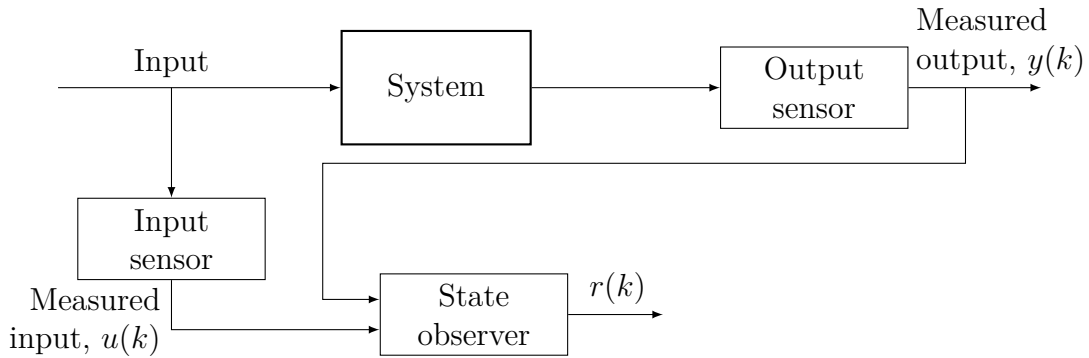 Measured
output, y(k)
Input
System
Output
sensor
Input
sensor
Measured
input, u(k)
State
observer
r(k)